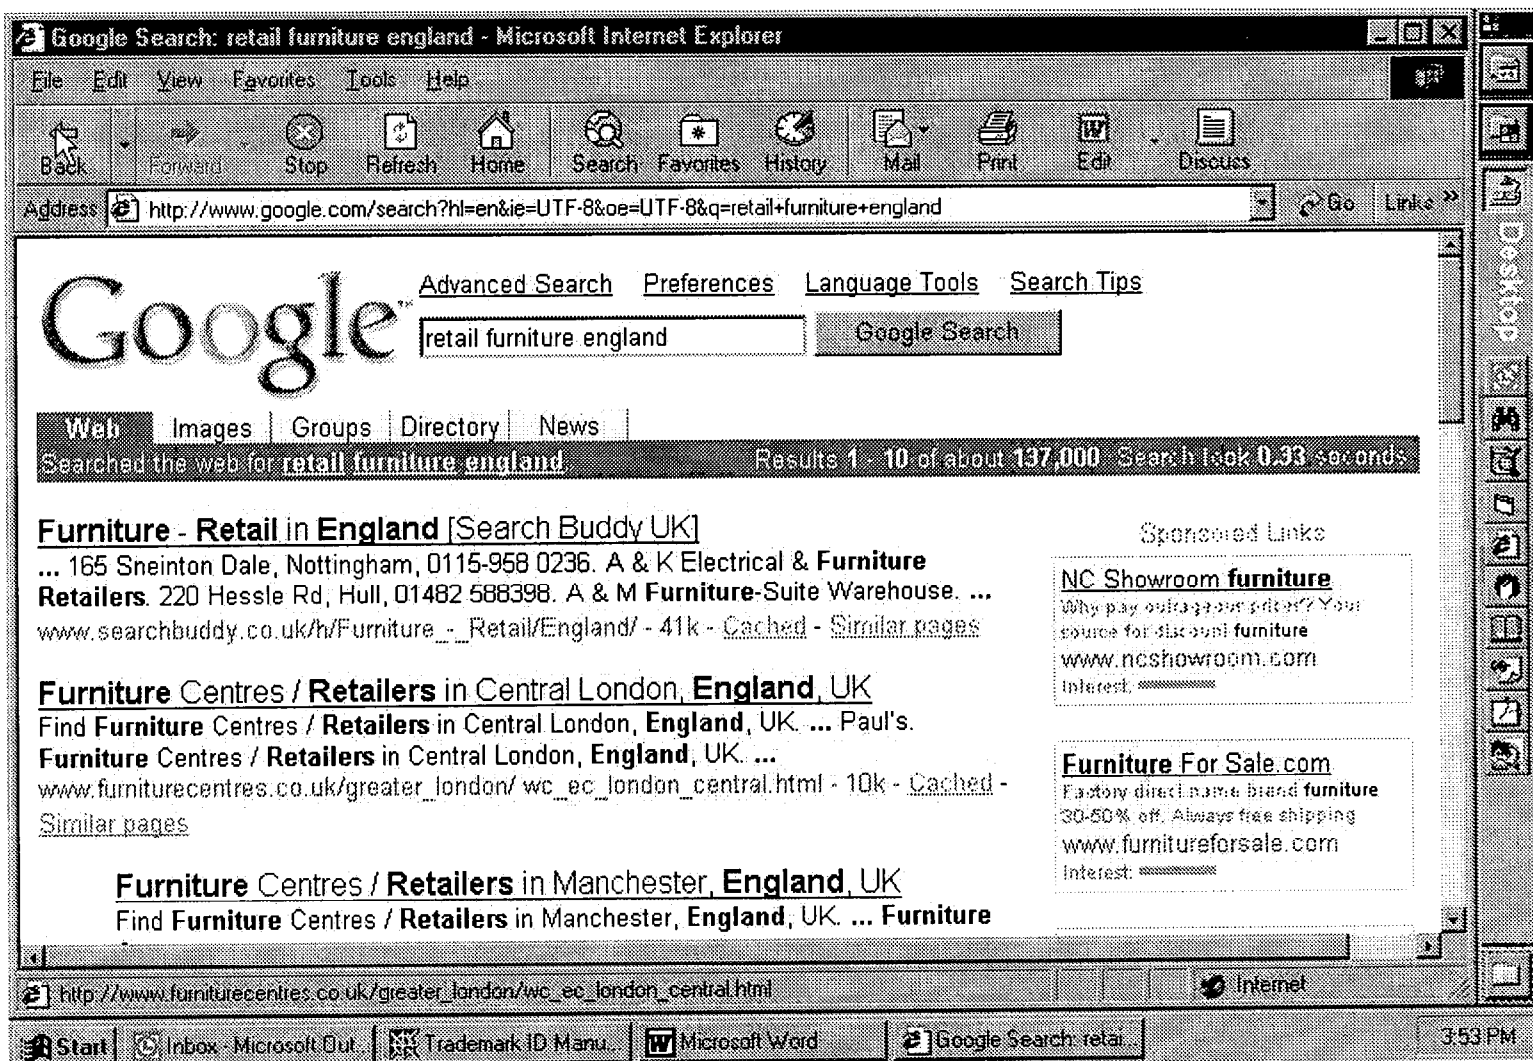 Google Search: retail furniture england - Microsoft Internet Explorer
File Edit View Favorites Tools Help
Back Forward Stop Refresh Home Search Favorites History Mail Print Edit Discuss
Address http://www.google.com/search?hl=en&ie=UTF-8&oe=UTF-8&q=retail+furniture+england Go Links »
Desktop
Google™
Advanced Search Preferences Language Tools Search Tips
retail furniture england Google Search
Web Images Groups Directory News
Searched the web for retail furniture england. Results 1 - 10 of about 137,000. Search took 0.33 seconds
Furniture - Retail in England [Search Buddy UK]
... 165 Sneinton Dale, Nottingham, 0115-958 0236. A & K Electrical & Furniture
Retailers. 220 Hessle Rd, Hull, 01482 588398. A & M Furniture-Suite Warehouse. ...
www.searchbuddy.co.uk/h/Furniture_-_Retail/England/ - 41k - Cached - Similar pages
Furniture Centres / Retailers in Central London, England, UK
Find Furniture Centres / Retailers in Central London, England, UK. ... Paul's.
Furniture Centres / Retailers in Central London, England, UK. ...
www.furniturecentres.co.uk/greater_london/ wc_ec_london_central.html - 10k - Cached -
Similar pages
Furniture Centres / Retailers in Manchester, England, UK
Find Furniture Centres / Retailers in Manchester, England, UK. ... Furniture
Sponsored Links
NC Showroom furniture
Why pay outrageous prices? Your
source for discount furniture
www.ncshowroom.com
Interest:
Furniture For Sale.com
Factory direct name brand furniture
30-50% off. Always free shipping
www.furnitureforsale.com
Interest:
http://www.furniturecentres.co.uk/greater_london/wc_ec_london_central.html Internet
Start Inbox - Microsoft Out... Trademark ID Manu... Microsoft Word Google Search: retai... 3:53 PM